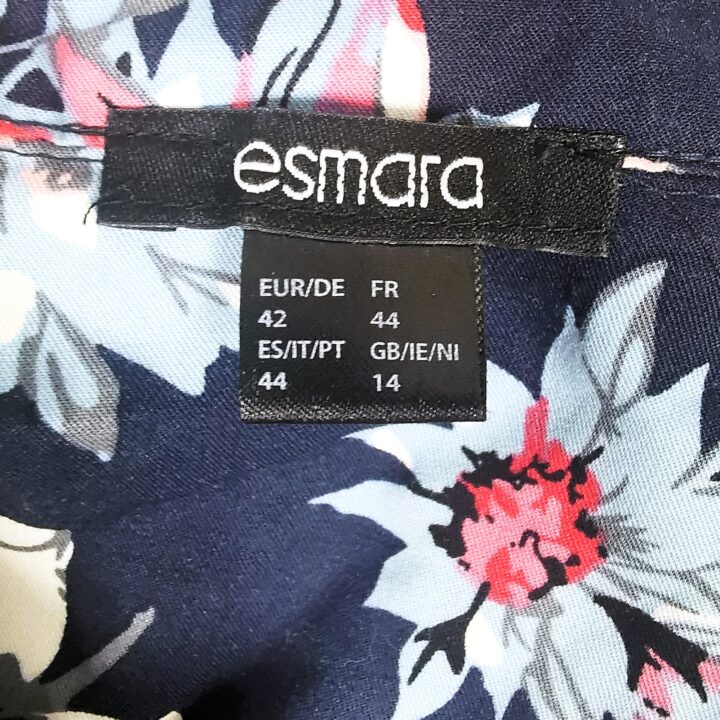 esmara
EUR/DE FR
42 44
ES/IT/PT GB/IE/NI
44 14